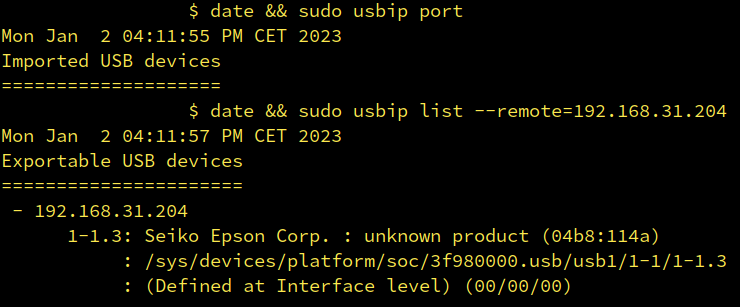 $ date && sudo usbip port
Mon Jan  2 04:11:55 PM CET 2023
Imported USB devices
====================
$ date && sudo usbip list --remote=192.168.31.204
Mon Jan  2 04:11:57 PM CET 2023
Exportable USB devices
======================
 - 192.168.31.204
      1-1.3: Seiko Epson Corp. : unknown product (04b8:114a)
           : /sys/devices/platform/soc/3f980000.usb/usb1/1-1/1-1.3
           : (Defined at Interface level) (00/00/00)